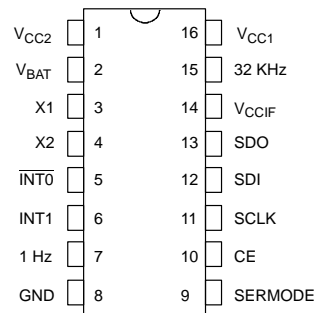 VCC2 1 16 VCC1
VBAT 2 15 32 KHz
X1 3 14 VCCIF
X2 4 13 SDO
INT0 5 12 SDI
INT1 6 11 SCLK
1 Hz 7 10 CE
GND 8 9 SERMODE